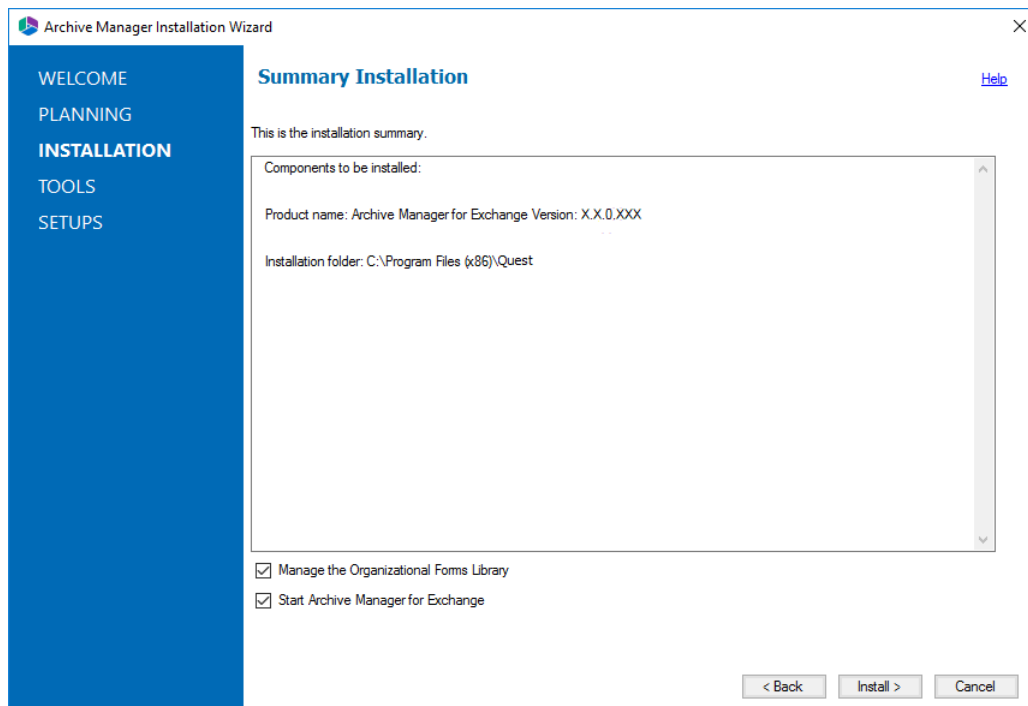 Archive Manager Installation Wizard
WELCOME
PLANNING
INSTALLATION
TOOLS
SETUPS
Summary Installation
Help
This is the installation summary.
Components to be installed:
Product name: Archive Manager for Exchange Version: X.X.0.XXX
Installation folder: C:\Program Files (x86)\Quest
Manage the Organizational Forms Library
Start Archive Manager for Exchange
< Back
Install >
Cancel